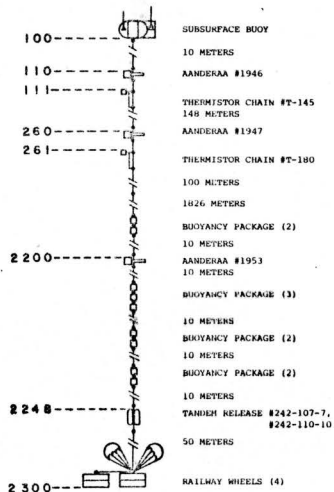 SUBSURFACE BUOY
100
10 METERS
110
AANDERAA #1946
111
THERMISTOR CHAIN #T-145
148 METERS
260
AANDERAA #1947
261
THERMISTOR CHAIN #T-180
100 METERS
1826 METERS
BUOYANCY PACKAGE (2)
10 METERS
2200
AANDERAA #1953
10 METERS
BUOYANCY PACKAGE (3)
10 METERS
BUOYANCY PACKAGE (2)
10 METERS
BUOYANCY PACKAGE (2)
10 METERS
2248
TANDEM RELEASE #242-107-7,
#242-110-10
50 METERS
2300
RAILWAY WHEELS (4)